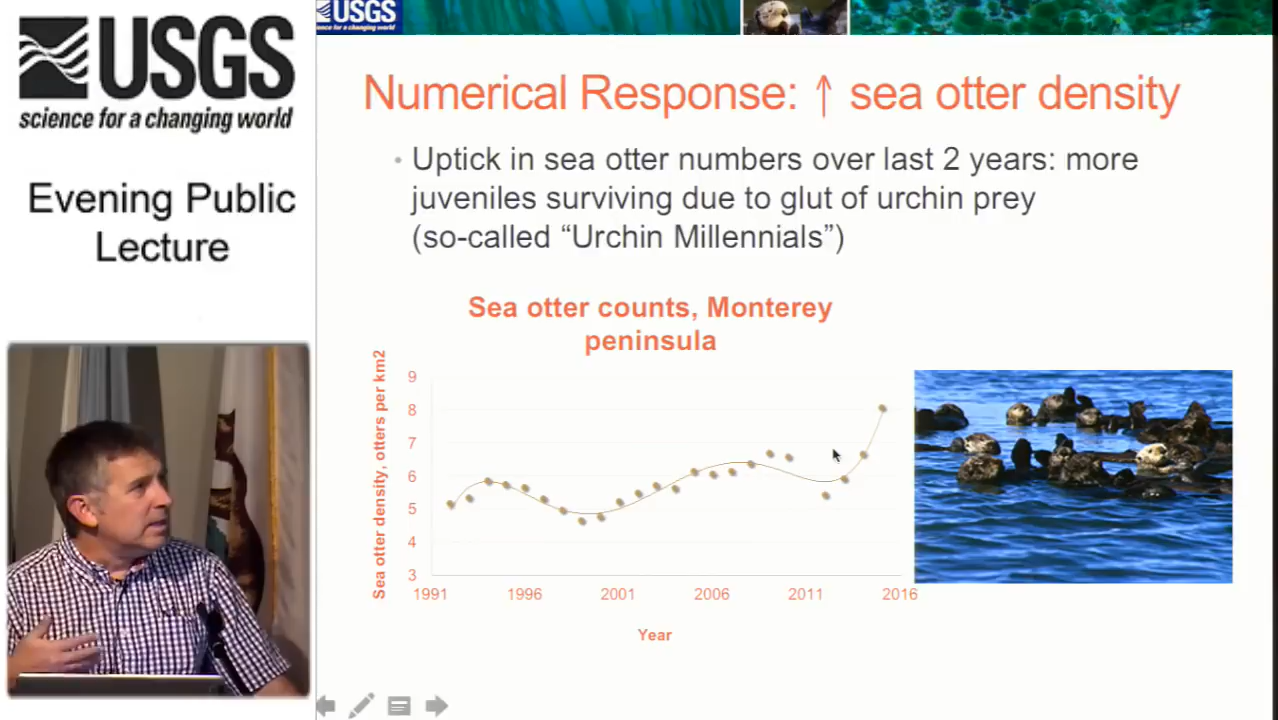 USGS
science for a changing world
Evening Public
Lecture
USGS
science for a changing world
Numerical Response: ↑ sea otter density
• Uptick in sea otter numbers over last 2 years: more
juveniles surviving due to glut of urchin prey
(so-called “Urchin Millennials”)
Sea otter counts, Monterey
peninsula
Sea otter density, otters per km2
9
8
7
6
5
4
3
1991 1996 2001 2006 2011 2016
Year